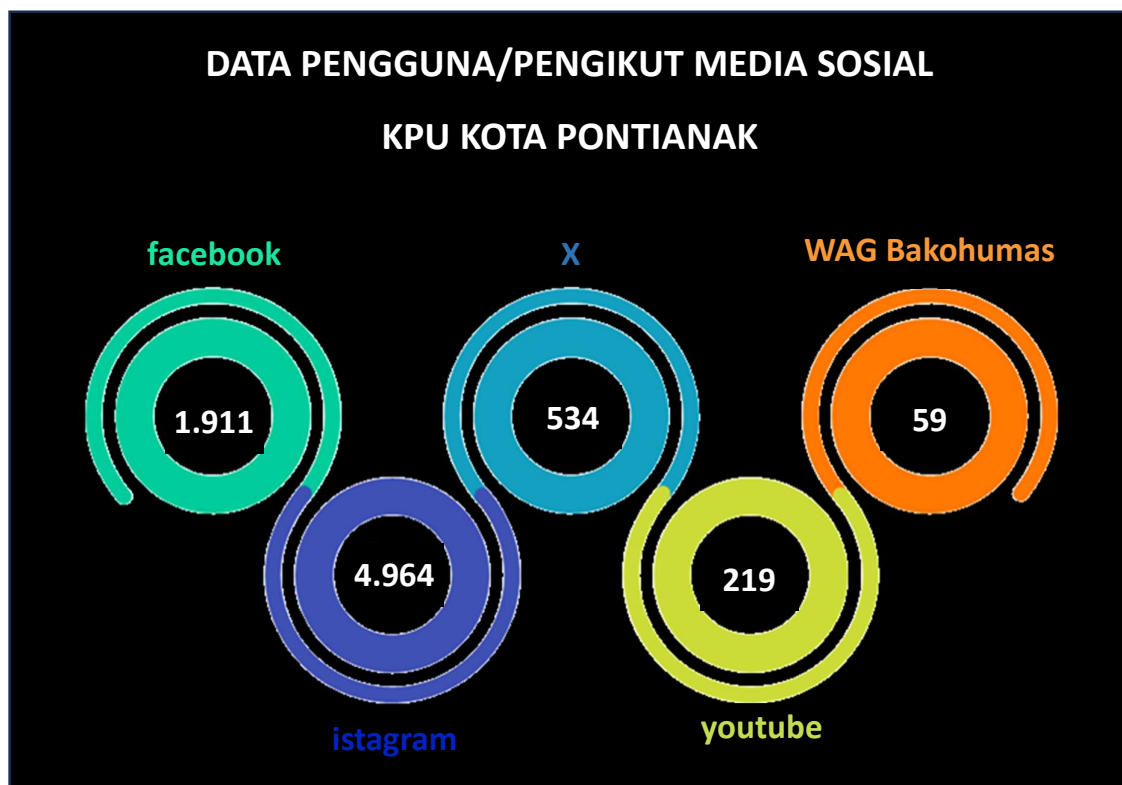 DATA PENGGUNA/PENGIKUT MEDIA SOSIAL
KPU KOTA PONTIANAK
facebook
1.911
istagram
4.964
X
534
youtube
219
WAG Bakohumas
59